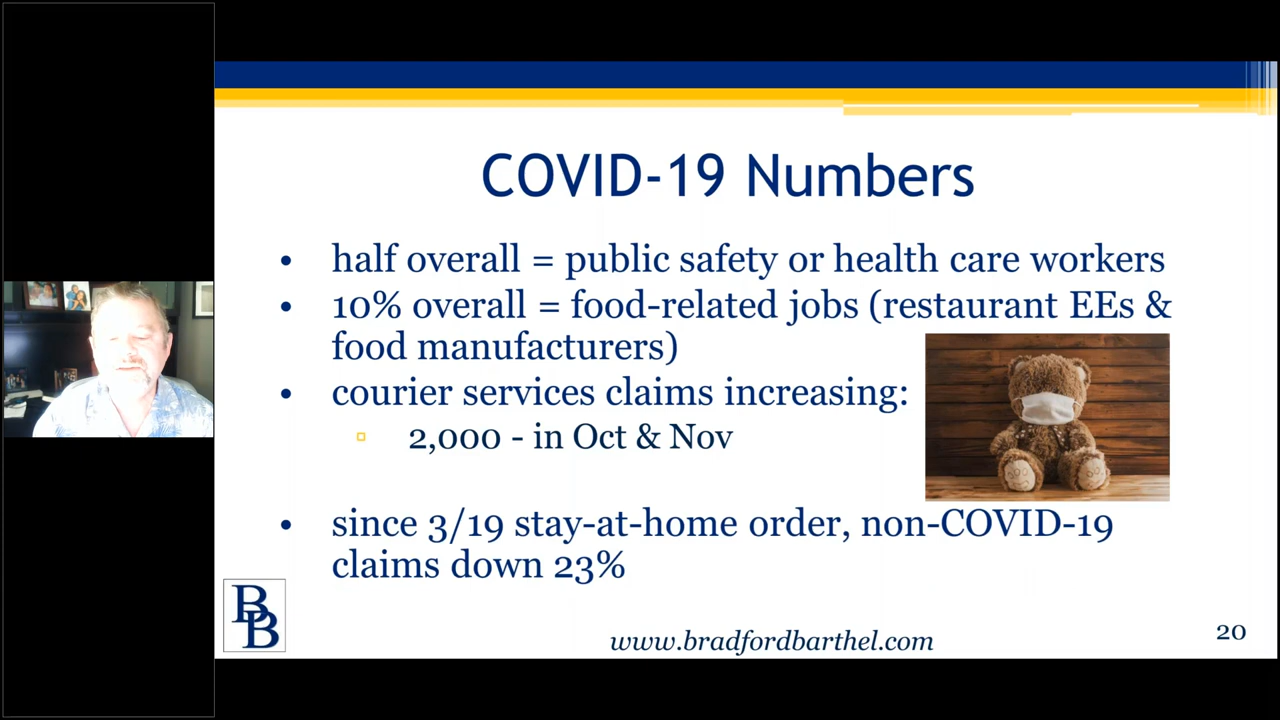 COVID-19 Numbers
• half overall = public safety or health care workers
• 10% overall = food-related jobs (restaurant EEs &
food manufacturers)
• courier services claims increasing:
▫ 2,000 - in Oct & Nov
• since 3/19 stay-at-home order, non-COVID-19
claims down 23%
BB
www.bradfordbarthel.com
20